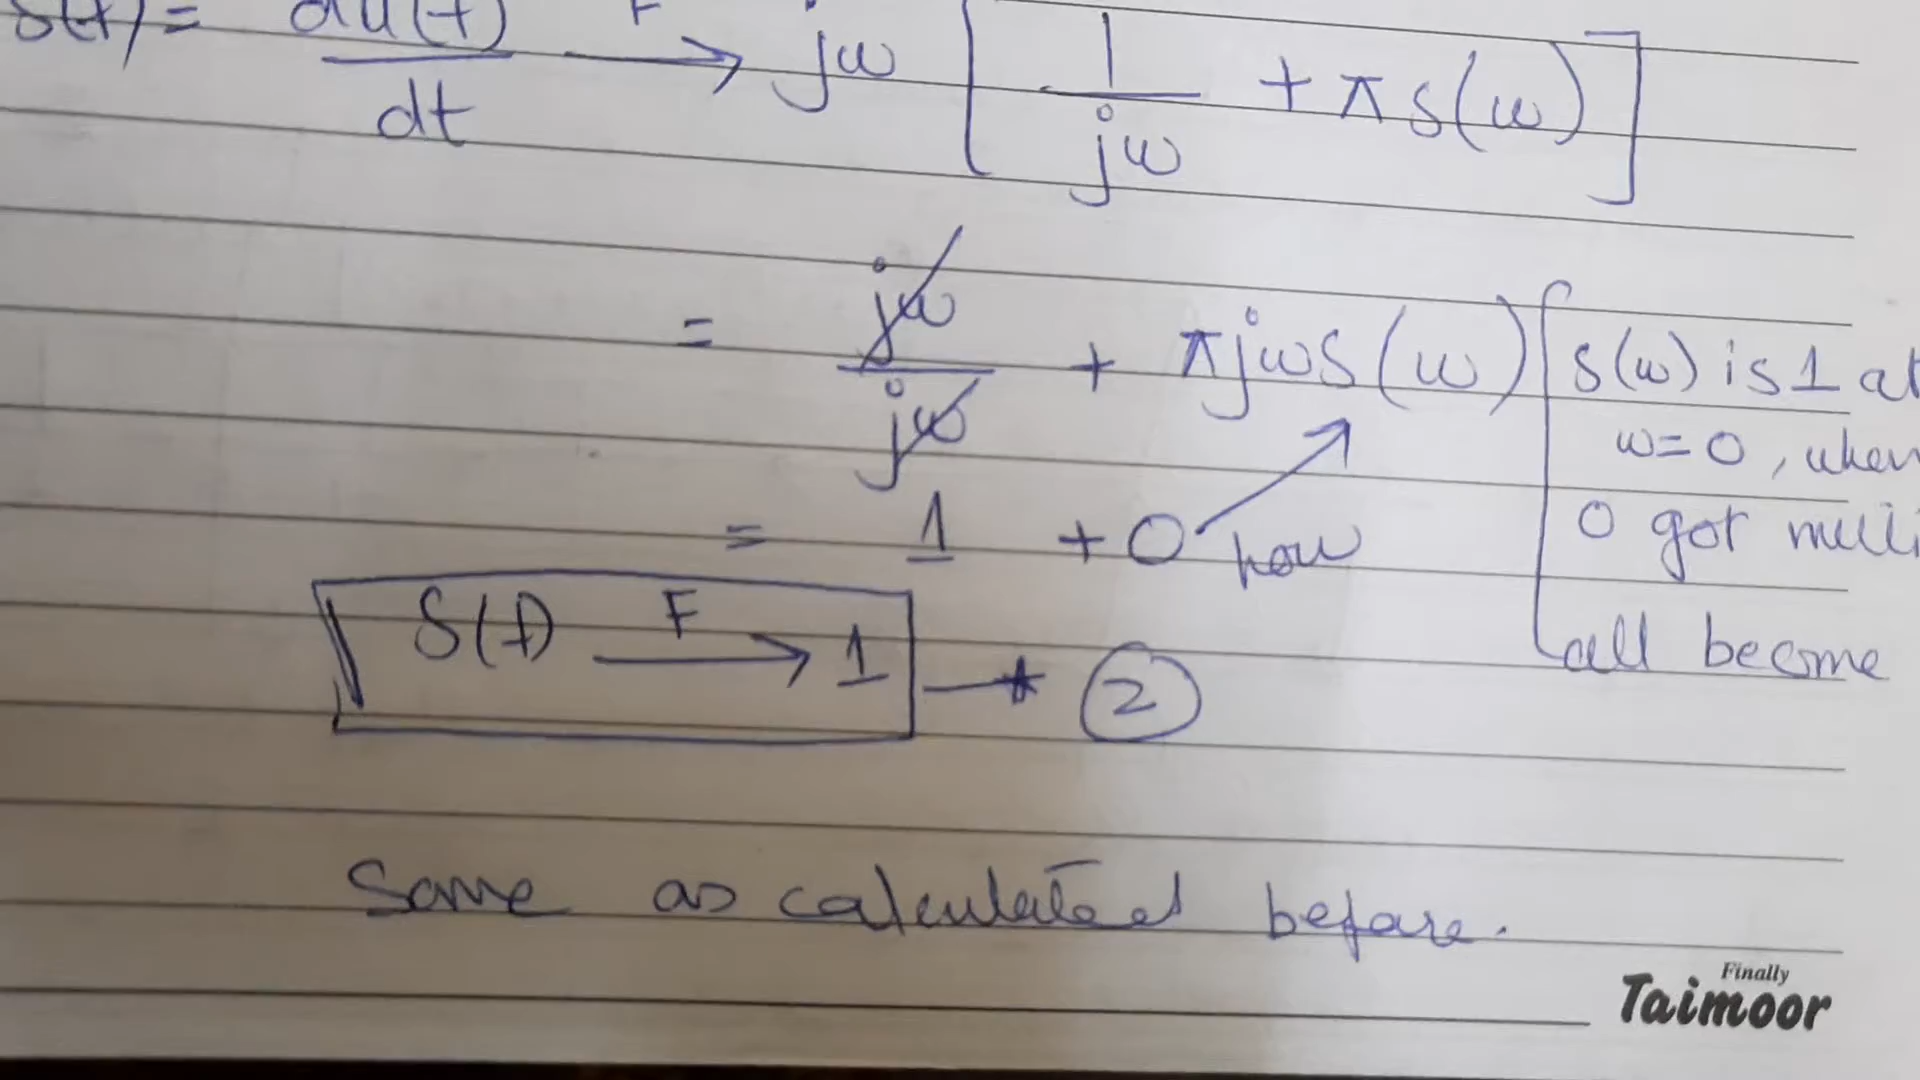 δ(t) = du(t)/dt F→ jω [ 1/jω + πδ(ω) ]
= jω/jω + πjωδ(ω)
δ(ω) is 1 at
ω=0, when
= 1 + 0 how
0 got
all become
δ(t) F→ 1 → 2
Same as calculated before.
Finally
Taimoor